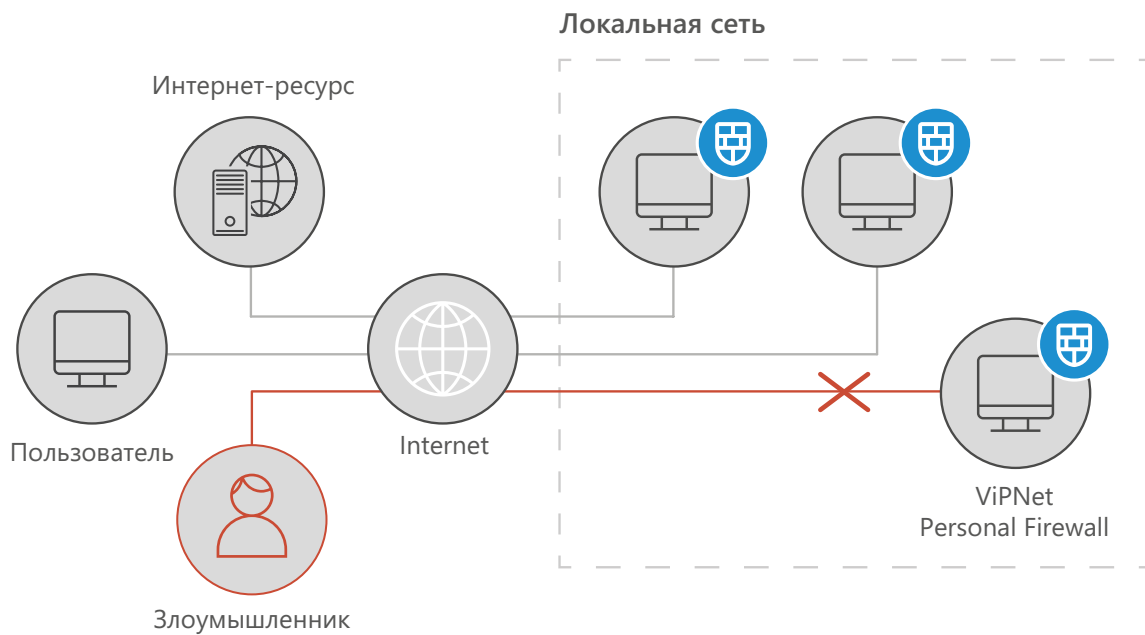 Локальная сеть
Интернет-ресурс
Пользователь
Internet
ViPNet
Personal Firewall
Злоумышленник